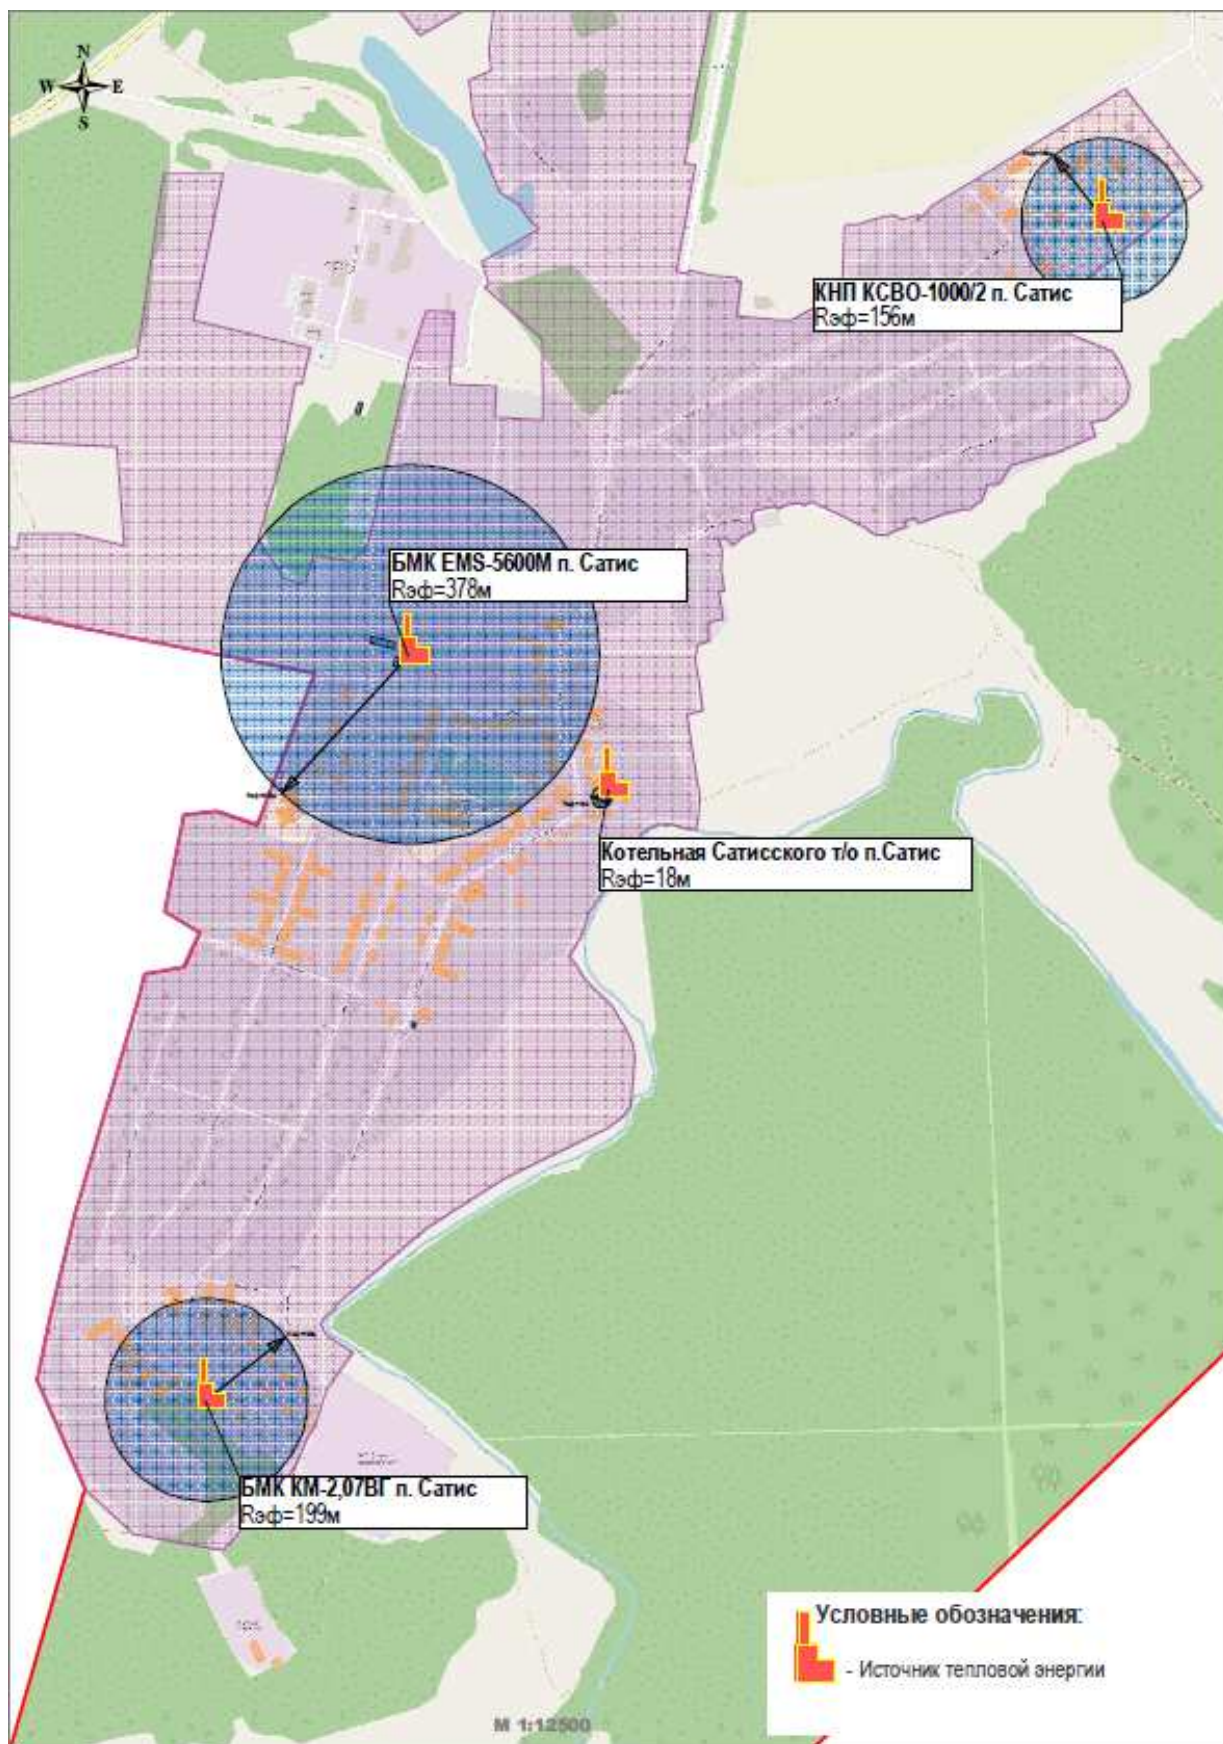 N
W E
S
КНП КСВО-1000/2 п. Сатис
Rэф=156м
БМК EMS-5600М п. Сатис
Rэф=378м
Котельная Сатисского т/о п.Сатис
Rэф=18м
БМК КМ-2,07ВГ п. Сатис
Rэф=199м
Условные обозначения:
- Источник тепловой энергии
М 1:12500